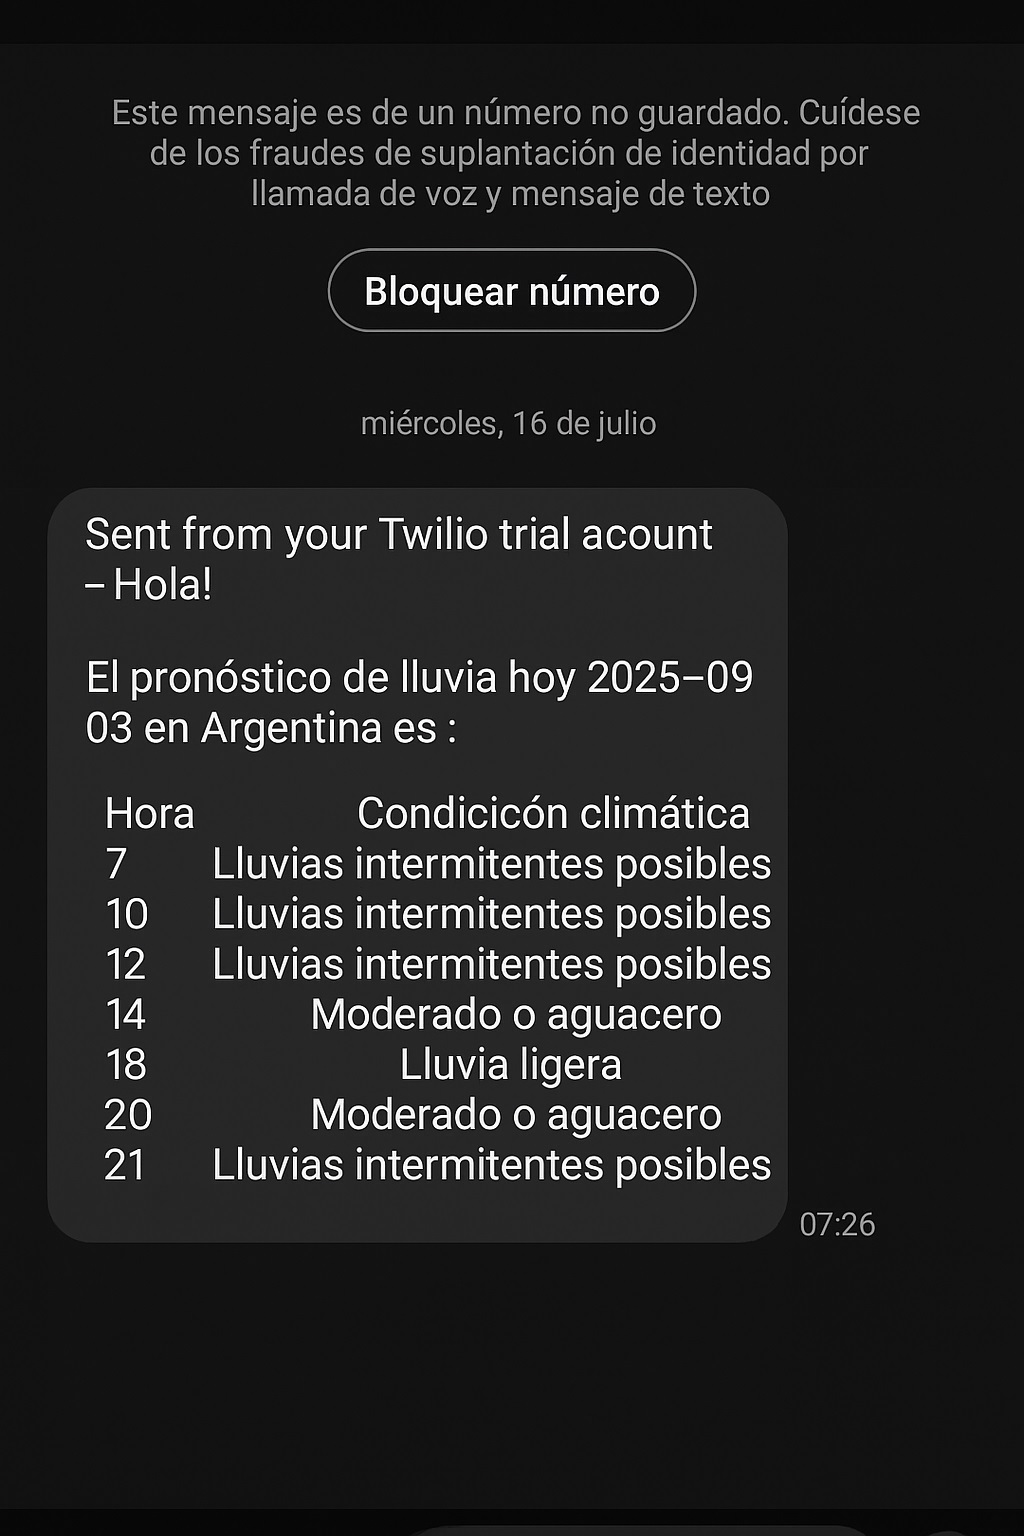 Este mensaje es de un número no guardado. Cuídese
de los fraudes de suplantación de identidad por
llamada de voz y mensaje de texto
Bloquear número
miércoles, 16 de julio
Sent from your Twilio trial acount
– Hola!
El pronóstico de lluvia hoy 2025–09
03 en Argentina es :
Hora Condicicón climática
7 Lluvias intermitentes posibles
10 Lluvias intermitentes posibles
12 Lluvias intermitentes posibles
14 Moderado o aguacero
18 Lluvia ligera
20 Moderado o aguacero
21 Lluvias intermitentes posibles
07:26